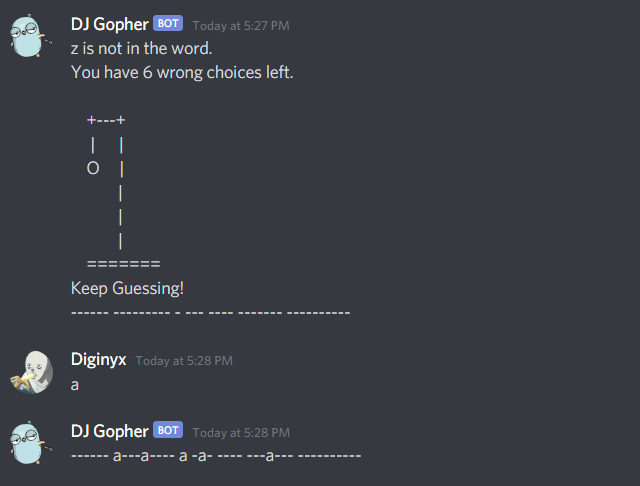 DJ Gopher BOT Today at 5:27 PM
z is not in the word.
You have 6 wrong choices left.
+---+
|   |
O   |
|
|
|
=======
Keep Guessing!
------ --------- - --- ---- ------- ----------
Diginyx Today at 5:28 PM
a
DJ Gopher BOT Today at 5:28 PM
------ a---a---- a -a- ---- ---a--- ----------